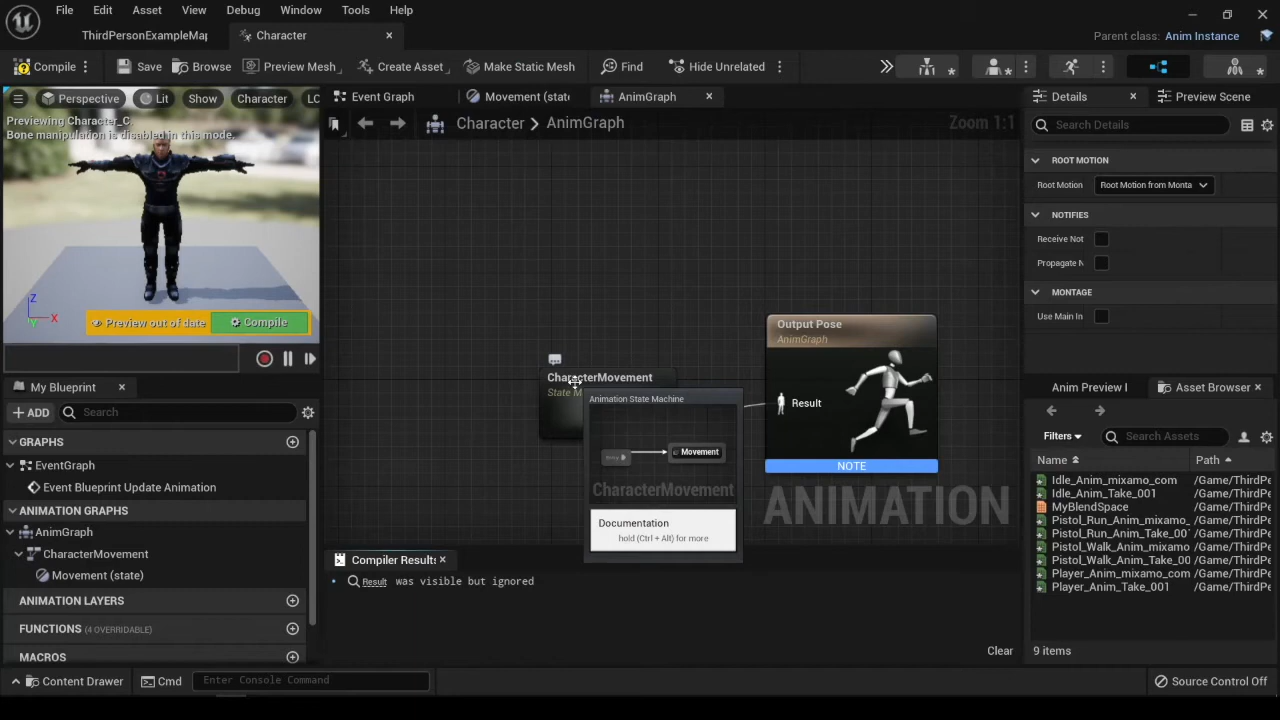 File Edit Asset View Debug Window Tools Help
ThirdPersonExampleMap
Character
Parent class: Anim Instance
Compile Save Browse Preview Mesh Create Asset Make Static Mesh Find Hide Unrelated
Perspective Lit Show Character LO
Previewing Character_C.
Bone manipulation is disabled in this mode.
Z
X
Y
Preview out of date Compile
Event Graph Movement (stat AnimGraph
Character > AnimGraph
Zoom 1:1
CharacterMovement
State M
Animation State Machine
Movement
CharacterMovement
Documentation
hold (Ctrl + Alt) for more
Output Pose
AnimGraph
Result
NOTE
ANIMATION
Compiler Results
Result was visible but ignored
Clear
My Blueprint
ADD Search
GRAPHS
EventGraph
Event Blueprint Update Animation
ANIMATION GRAPHS
AnimGraph
CharacterMovement
Movement (state)
ANIMATION LAYERS
FUNCTIONS (4 OVERRIDABLE)
MACROS
Details Preview Scene
Search Details
ROOT MOTION
Root Motion Root Motion from Monta
NOTIFIES
Receive Not
Propagate N
MONTAGE
Use Main In
Anim Preview I Asset Browser
Filters Search Assets
Name Path
Idle_Anim_mixamo_com /Game/ThirdPe
Idle_Anim_Take_001 /Game/ThirdPe
MyBlendSpace /Game/ThirdPe
Pistol_Run_Anim_mixamo_ /Game/ThirdPe
Pistol_Run_Anim_Take_00 /Game/ThirdPe
Pistol_Walk_Anim_mixamo /Game/ThirdPe
Pistol_Walk_Anim_Take_00 /Game/ThirdPe
Player_Anim_mixamo_com /Game/ThirdPe
Player_Anim_Take_001 /Game/ThirdPe
9 items
Content Drawer Cmd Enter Console Command Source Control Off